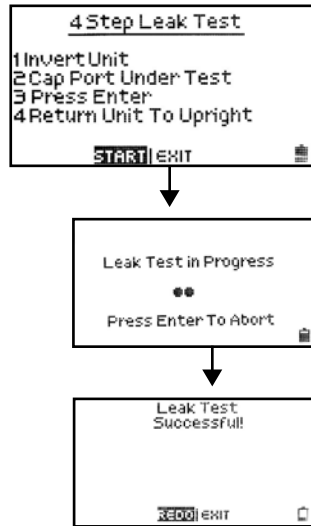 4 Step Leak Test
1 Invert Unit
2 Cap Port Under Test
3 Press Enter
4 Return Unit To Upright
START| EXIT
Leak Test in Progress
Press Enter To Abort
Leak Test
Successful!
REDO| EXIT